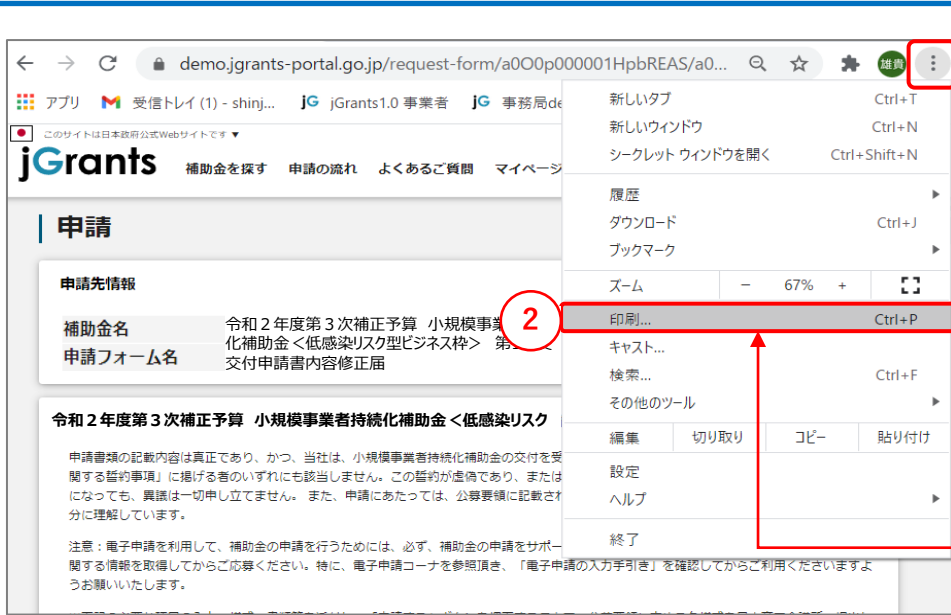 demo.jgrants-portal.go.jp/request-form/a0O0p000001HpbREAS/a0...
雄貴
アプリ
受信トレイ (1) - shinj...
jG jGrants1.0 事業者
jG 事務局de
このサイトは日本政府公式Webサイトです ▼
jGrants
補助金を探す 申請の流れ よくあるご質問 マイページ
申請
申請先情報
補助金名
令和２年度第３次補正予算 小規模事業
化補助金＜低感染リスク型ビジネス枠＞ 第
申請フォーム名
交付申請書内容修正届
令和２年度第３次補正予算 小規模事業者持続化補助金＜低感染リスク
申請書類の記載内容は真正であり、かつ、当社は、小規模事業者持続化補助金の交付を受
関する誓約事項」に掲げる者のいずれにも該当しません。この誓約が虚偽であり、または
になっても、異議は一切申し立てません。 また、申請にあたっては、公募要領に記載され
分に理解しています。
注意：電子申請を利用して、補助金の申請を行うためには、必ず、補助金の申請をサポー
関する情報を取得してからご応募ください。特に、電子申請コーナを参照頂き、「電子申請の入力手引き」を確認してからご利用くださいますよ
うお願いいたします。
新しいタブ Ctrl+T
新しいウィンドウ Ctrl+N
シークレット ウィンドウを開く Ctrl+Shift+N
履歴
ダウンロード Ctrl+J
ブックマーク
ズーム － 67% +
2
印刷... Ctrl+P
キャスト...
検索... Ctrl+F
その他のツール
編集 切り取り コピー 貼り付け
設定
ヘルプ
終了